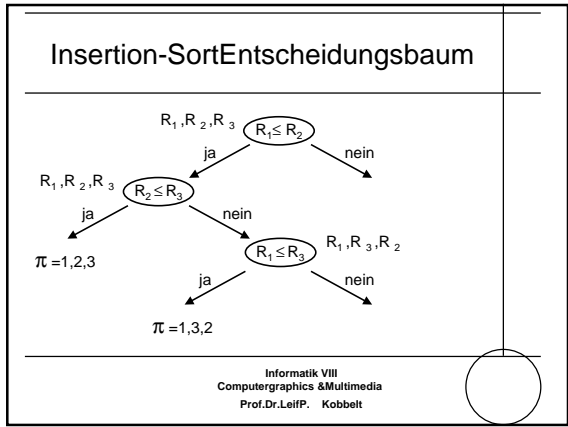 Insertion-SortEntscheidungsbaum
R₁,R₂,R₃
R₁≤R₂
ja
nein
R₁,R₂,R₃
R₂≤R₃
ja
nein
R₁≤R₃
R₁,R₃,R₂
π=1,2,3
ja
nein
π=1,3,2
Informatik VIII
Computergraphics &Multimedia
Prof.Dr.LeifP. Kobbelt